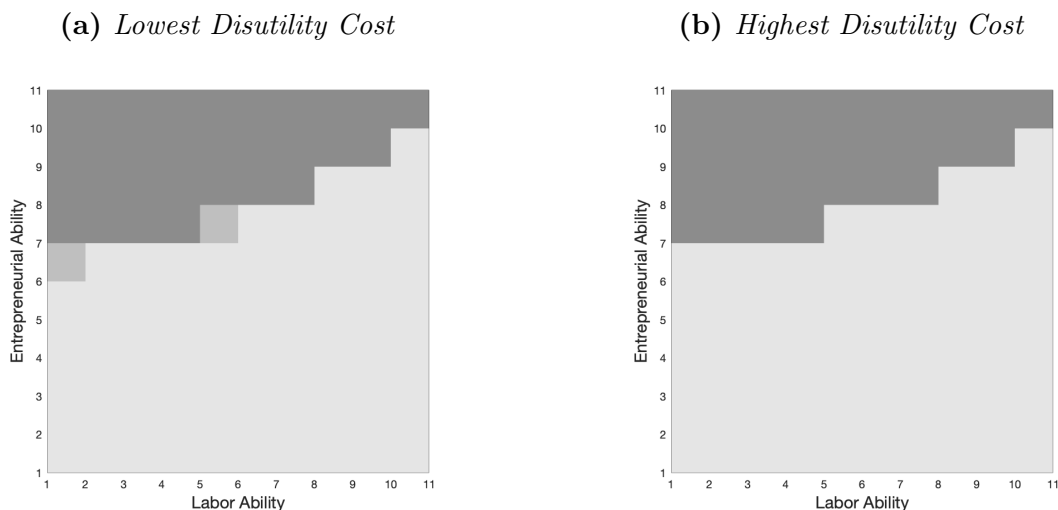 (a) Lowest Disutility Cost
11
10
9
8
7
6
5
4
3
2
1
Entrepreneurial Ability
1 2 3 4 5 6 7 8 9 10 11
Labor Ability
(b) Highest Disutility Cost
11
10
9
8
7
6
5
4
3
2
1
Entrepreneurial Ability
1 2 3 4 5 6 7 8 9 10 11
Labor Ability